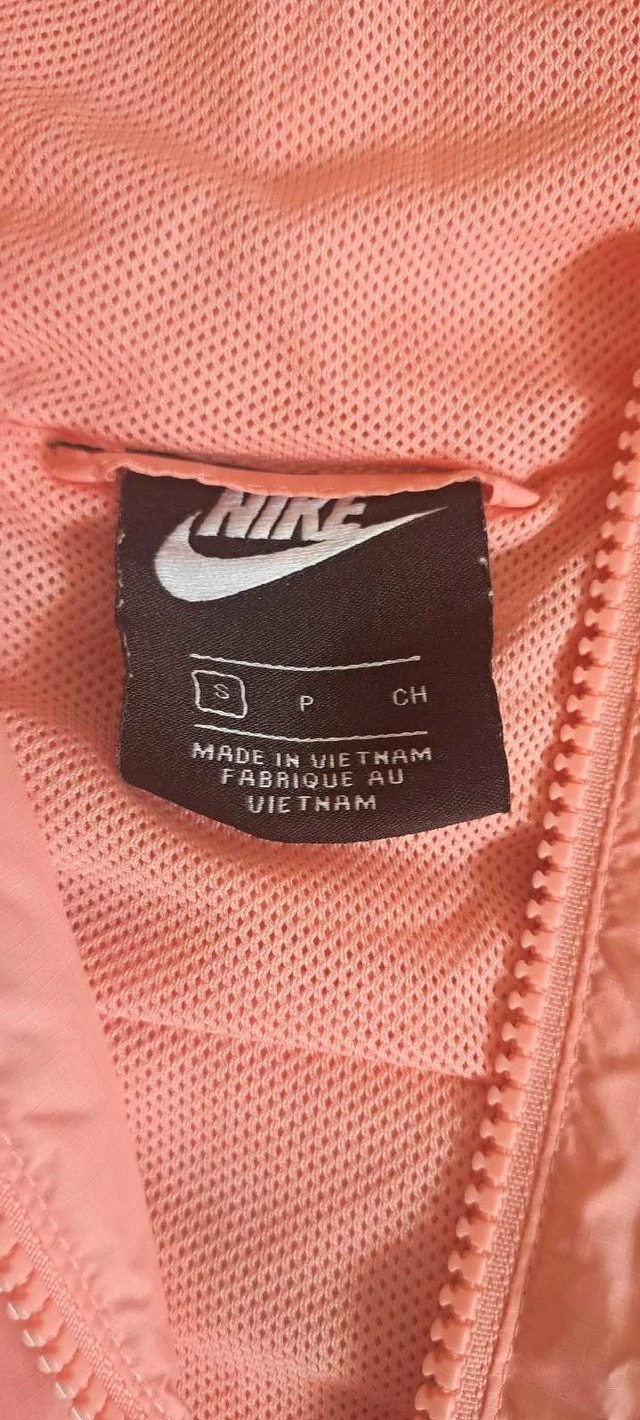 NIKE
S P CH
MADE IN VIETNAM
FABRIQUE AU
VIETNAM